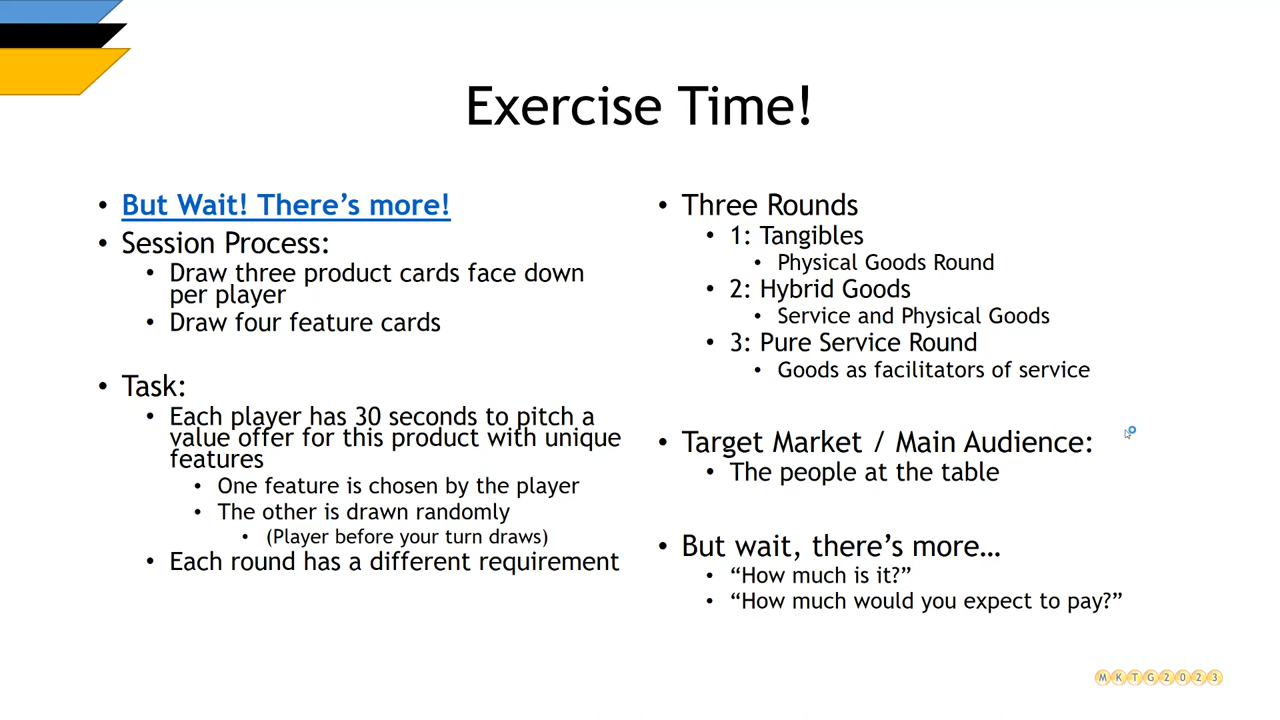 Exercise Time!
But Wait! There’s more!
Session Process:
Draw three product cards face down
per player
Draw four feature cards
Task:
Each player has 30 seconds to pitch a
value offer for this product with unique
features
One feature is chosen by the player
The other is drawn randomly
(Player before your turn draws)
Each round has a different requirement
Three Rounds
1: Tangibles
Physical Goods Round
2: Hybrid Goods
Service and Physical Goods
3: Pure Service Round
Goods as facilitators of service
Target Market / Main Audience:
The people at the table
But wait, there’s more…
“How much is it?”
“How much would you expect to pay?”
MKTG2023